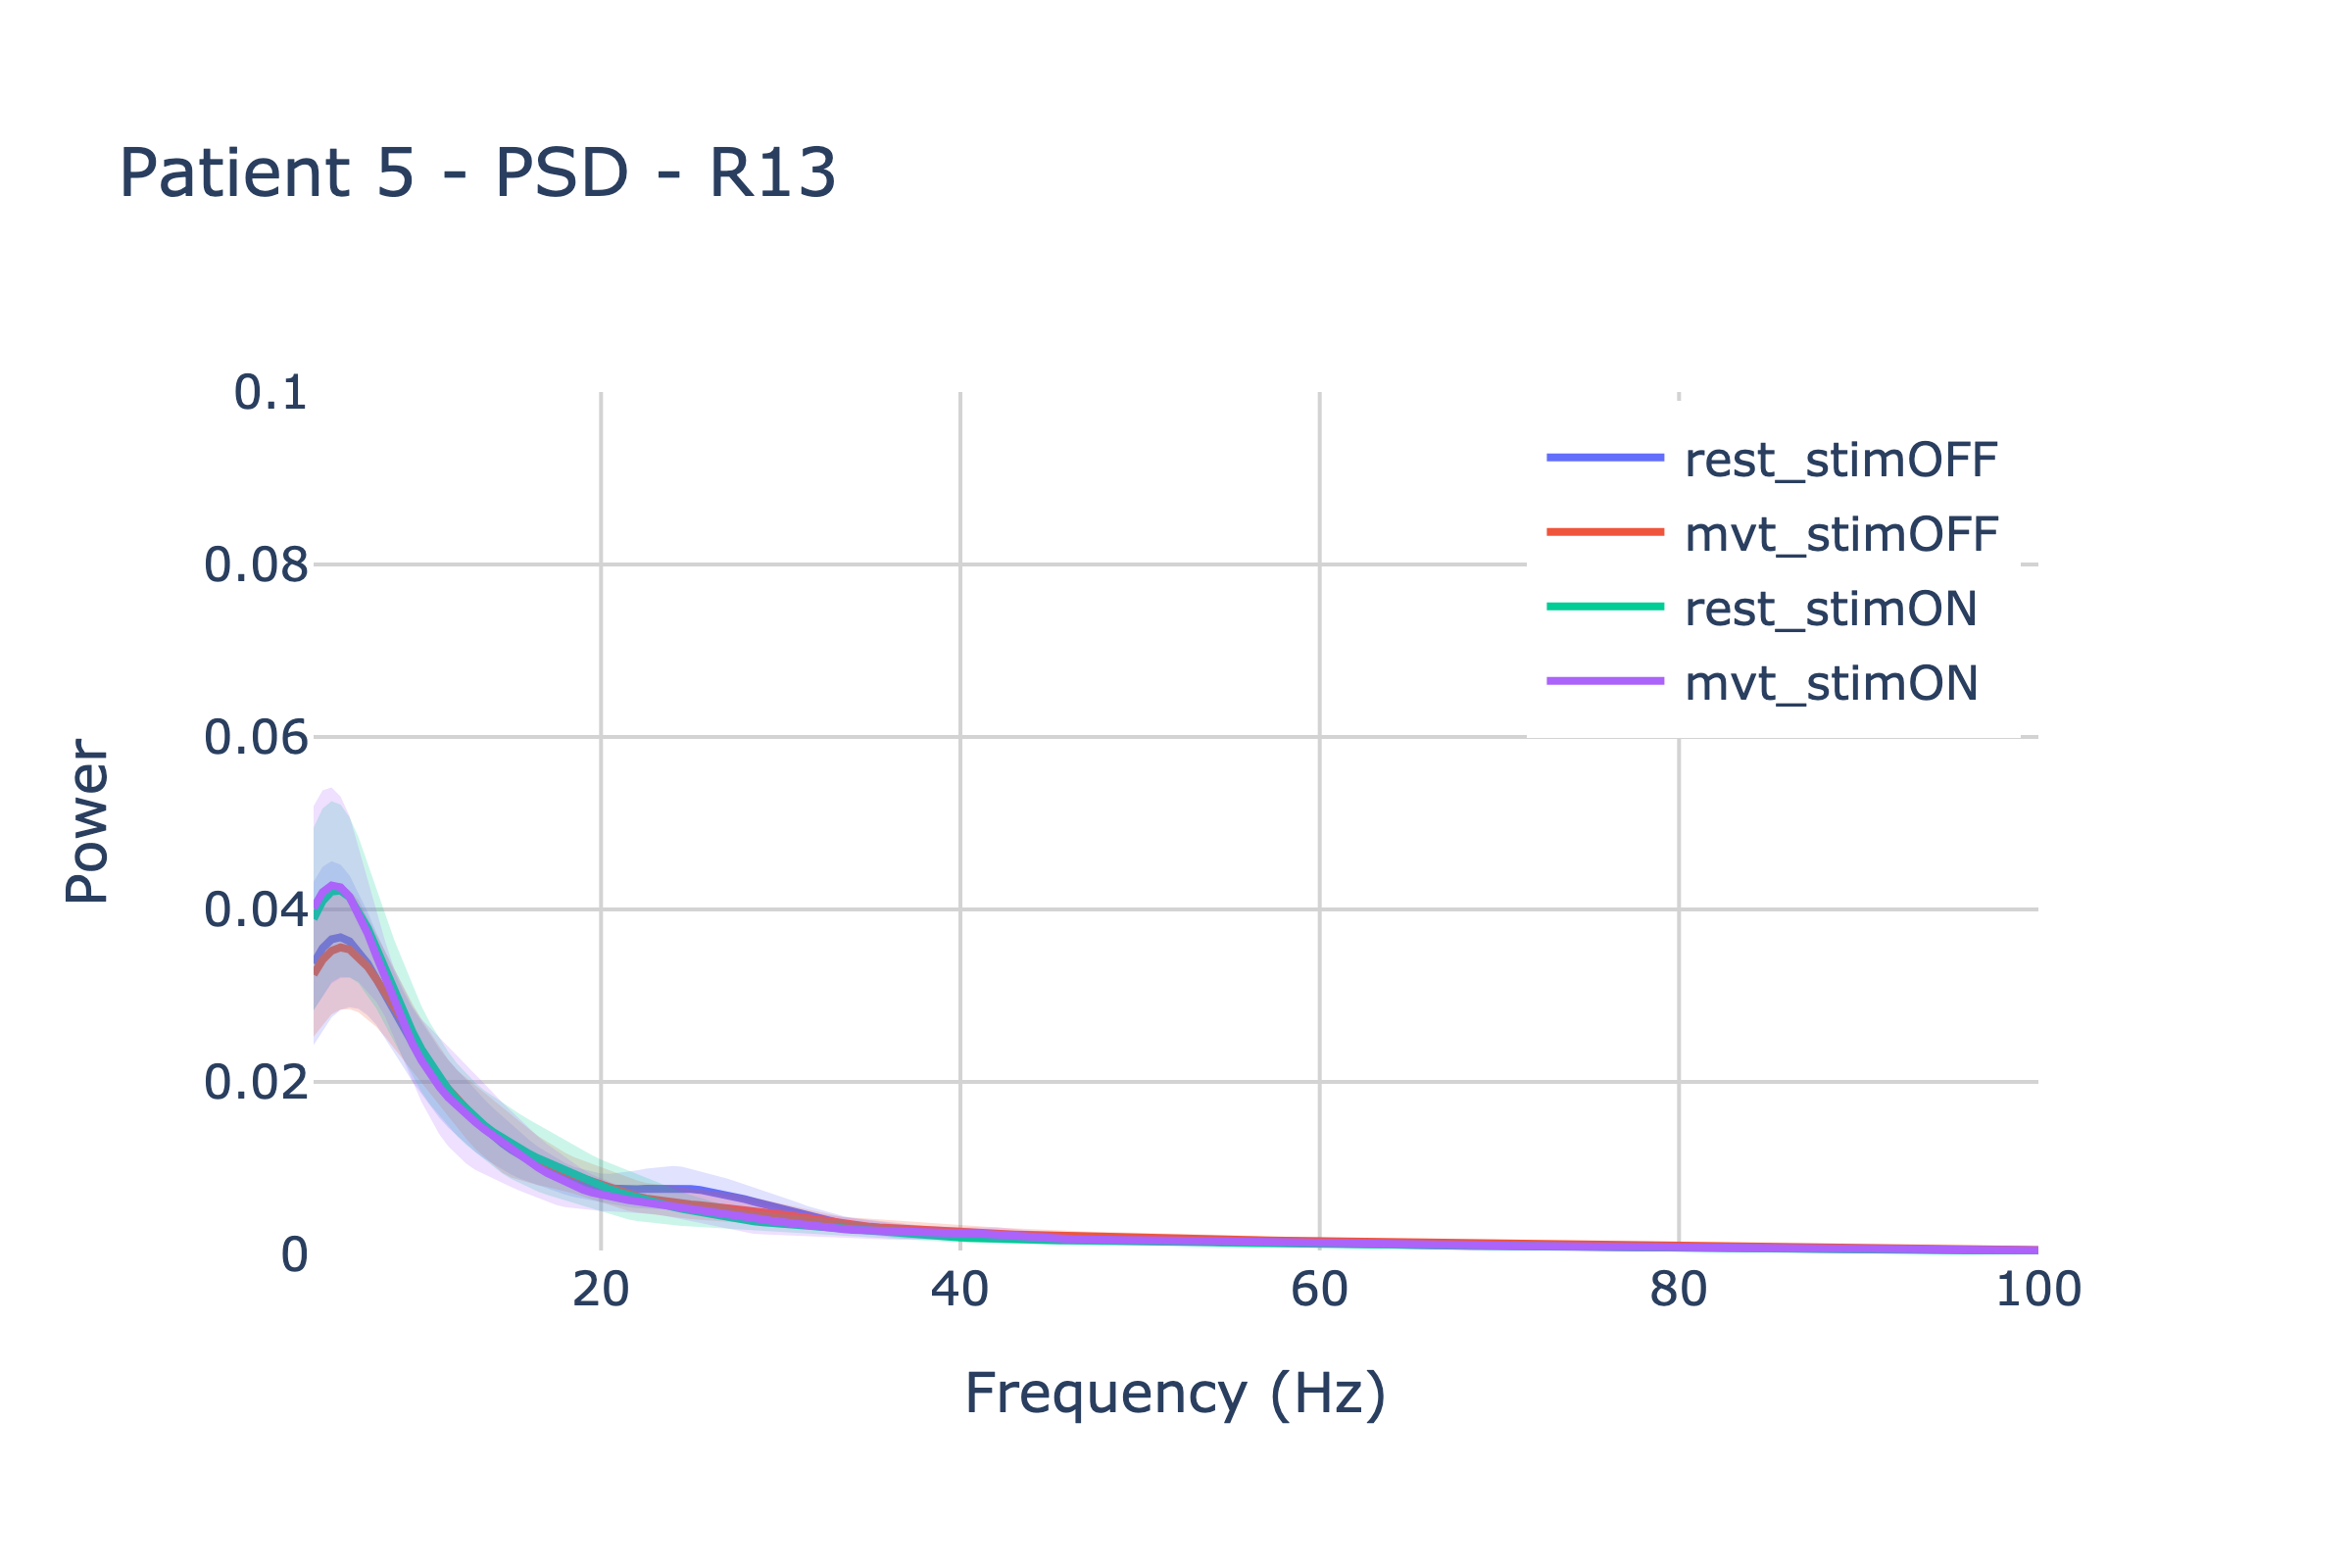 Patient 5 - PSD - R13
0.1
0.08
0.06
0.04
0.02
0
Power
20 40 60 80 100
Frequency (Hz)
rest_stimOFF
mvt_stimOFF
rest_stimON
mvt_stimON